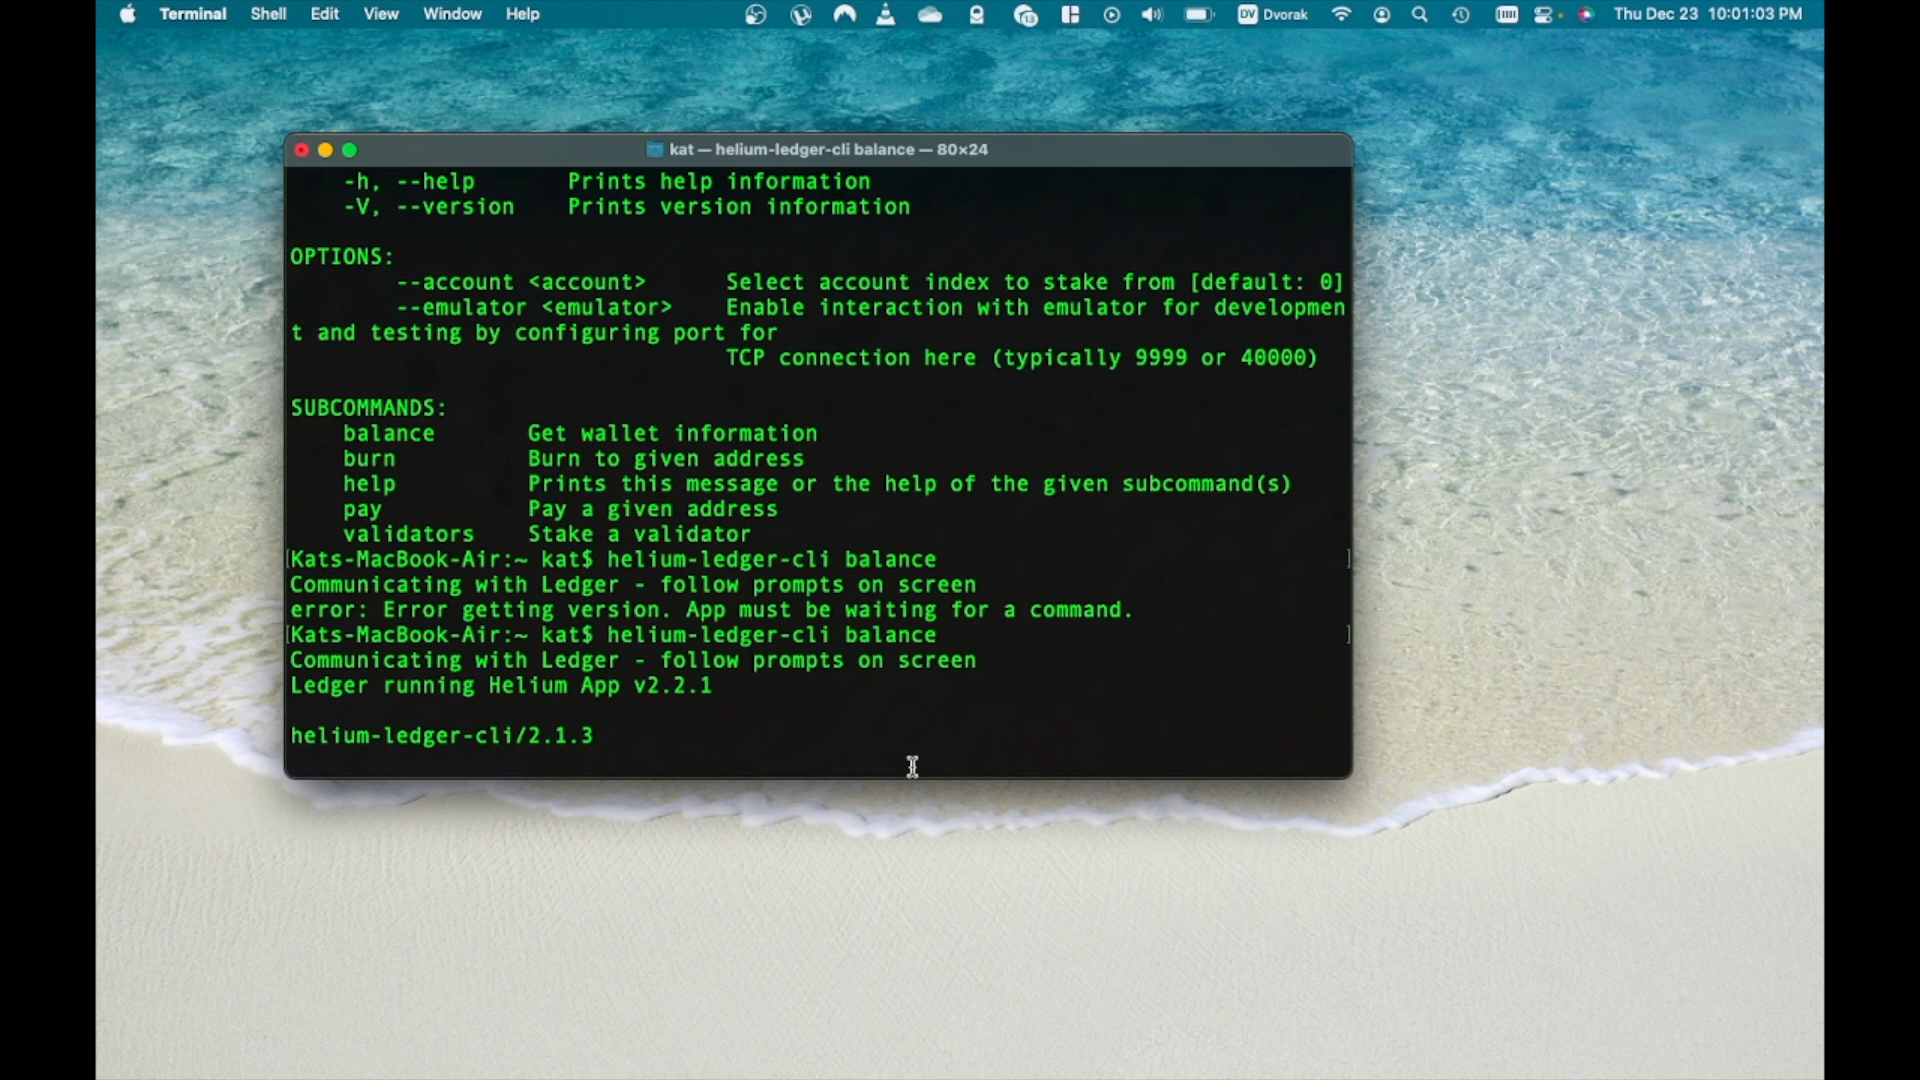 Terminal Shell Edit View Window Help 13 DV Dvorak Thu Dec 23 10:01:03 PM
kat — helium-ledger-cli balance — 80×24
-h, --help Prints help information
-V, --version Prints version information
OPTIONS:
--account <account> Select account index to stake from [default: 0]
--emulator <emulator> Enable interaction with emulator for developmen
t and testing by configuring port for
TCP connection here (typically 9999 or 40000)
SUBCOMMANDS:
balance Get wallet information
burn Burn to given address
help Prints this message or the help of the given subcommand(s)
pay Pay a given address
validators Stake a validator
[Kats-MacBook-Air:~ kat$ helium-ledger-cli balance ]
Communicating with Ledger - follow prompts on screen
error: Error getting version. App must be waiting for a command.
[Kats-MacBook-Air:~ kat$ helium-ledger-cli balance ]
Communicating with Ledger - follow prompts on screen
Ledger running Helium App v2.2.1
helium-ledger-cli/2.1.3